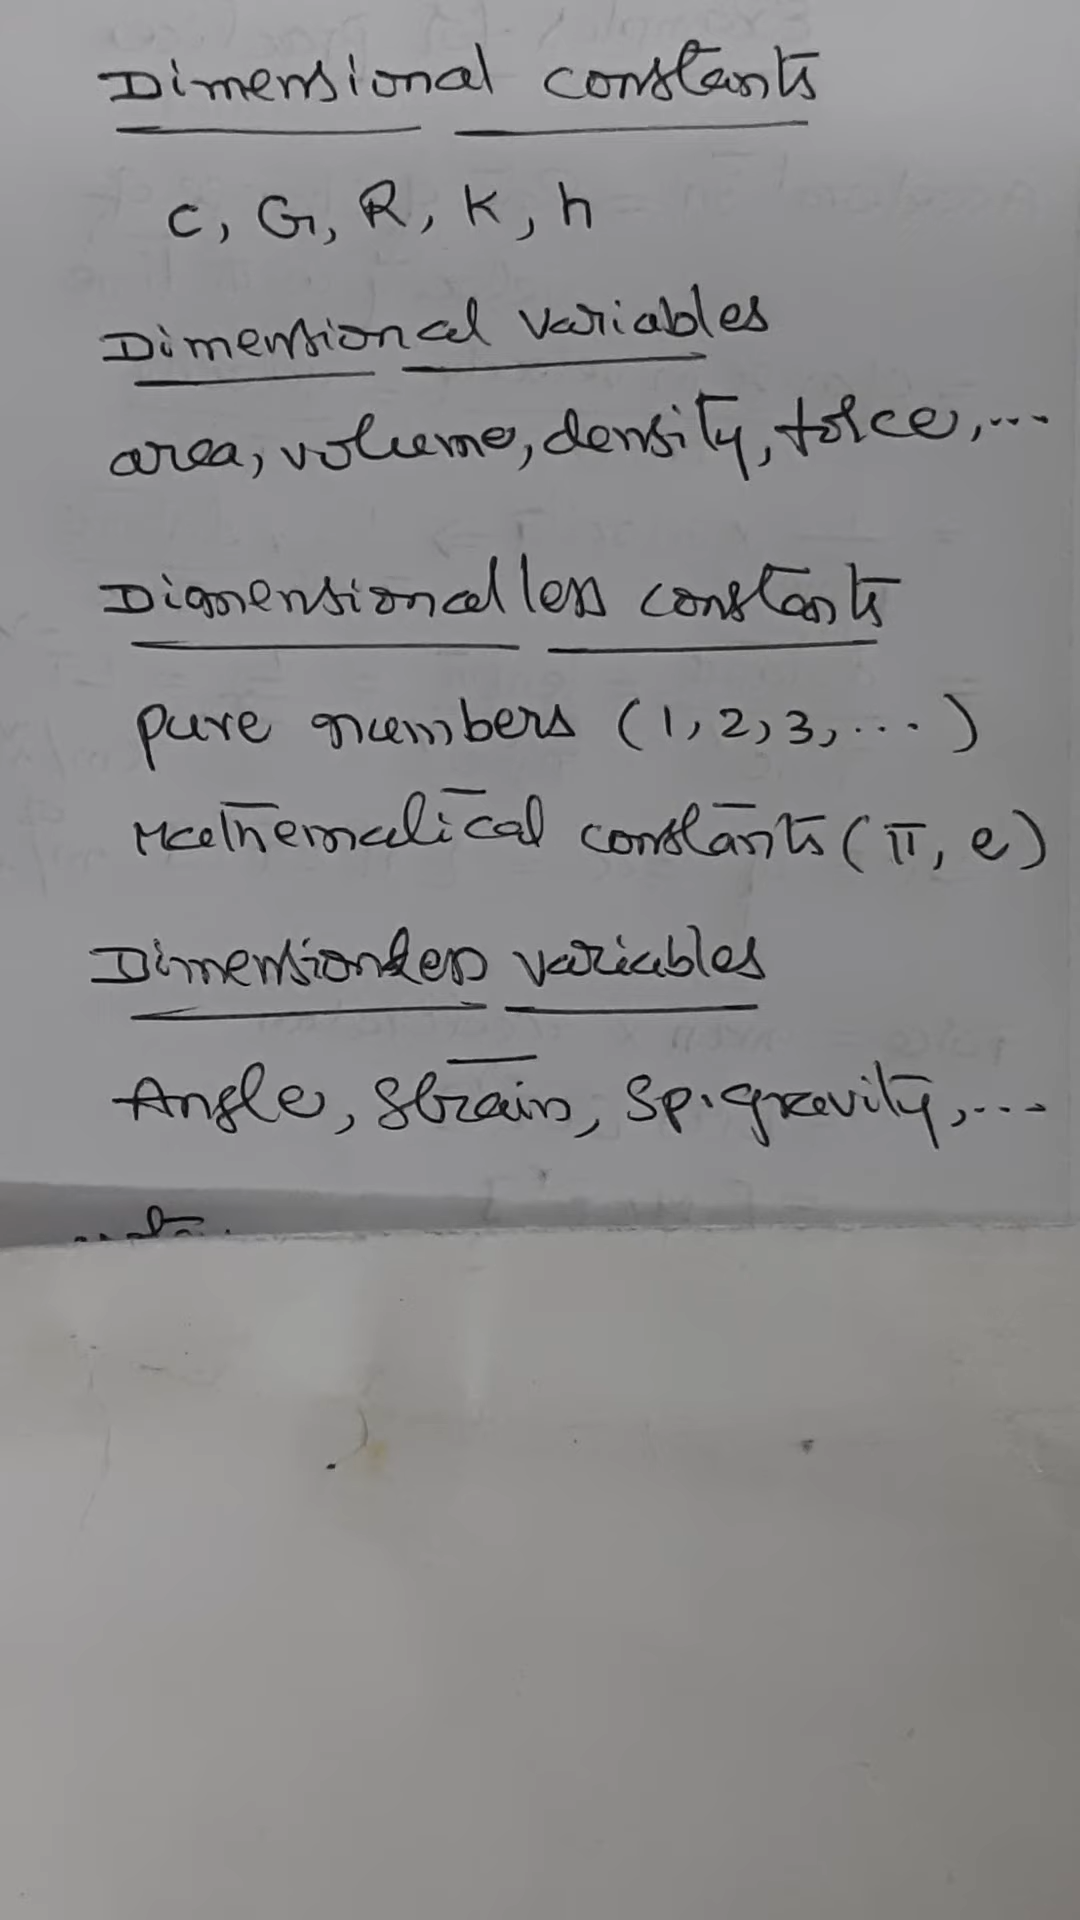 Dimensional constants
c, G, R, K, h
Dimensional variables
area, volume, density, force,...
Dimensionalless constants
pure numbers (1, 2, 3, ...)
Mathematical constants (π, e)
Dimensionless variables
Angle, strain, sp. gravity, ...